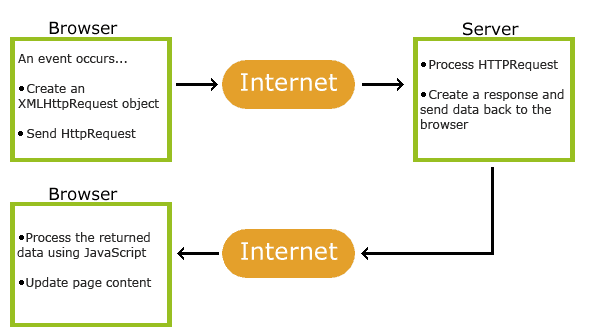 Browser
An event occurs...
•Create an
XMLHttpRequest object
• Send HttpRequest
Internet
Server
•Process HTTPRequest
•Create a response and
send data back to the
browser
Browser
•Process the returned
data using JavaScript
•Update page content
Internet